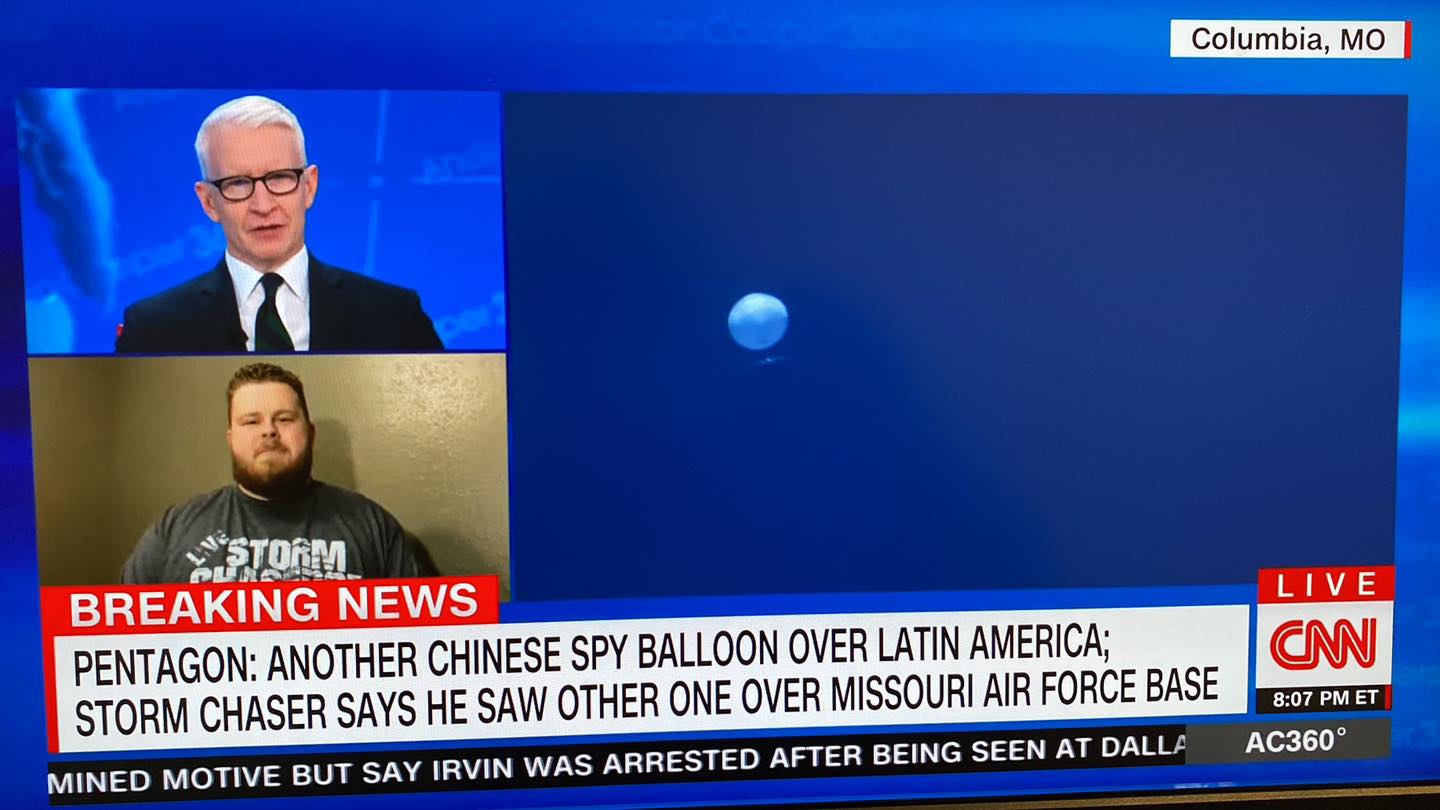 Columbia, MO
LIVE STORM
BREAKING NEWS
PENTAGON: ANOTHER CHINESE SPY BALLOON OVER LATIN AMERICA;
STORM CHASER SAYS HE SAW OTHER ONE OVER MISSOURI AIR FORCE BASE
LIVE
CNN
8:07 PM ET
MINED MOTIVE BUT SAY IRVIN WAS ARRESTED AFTER BEING SEEN AT DALLA
AC360°